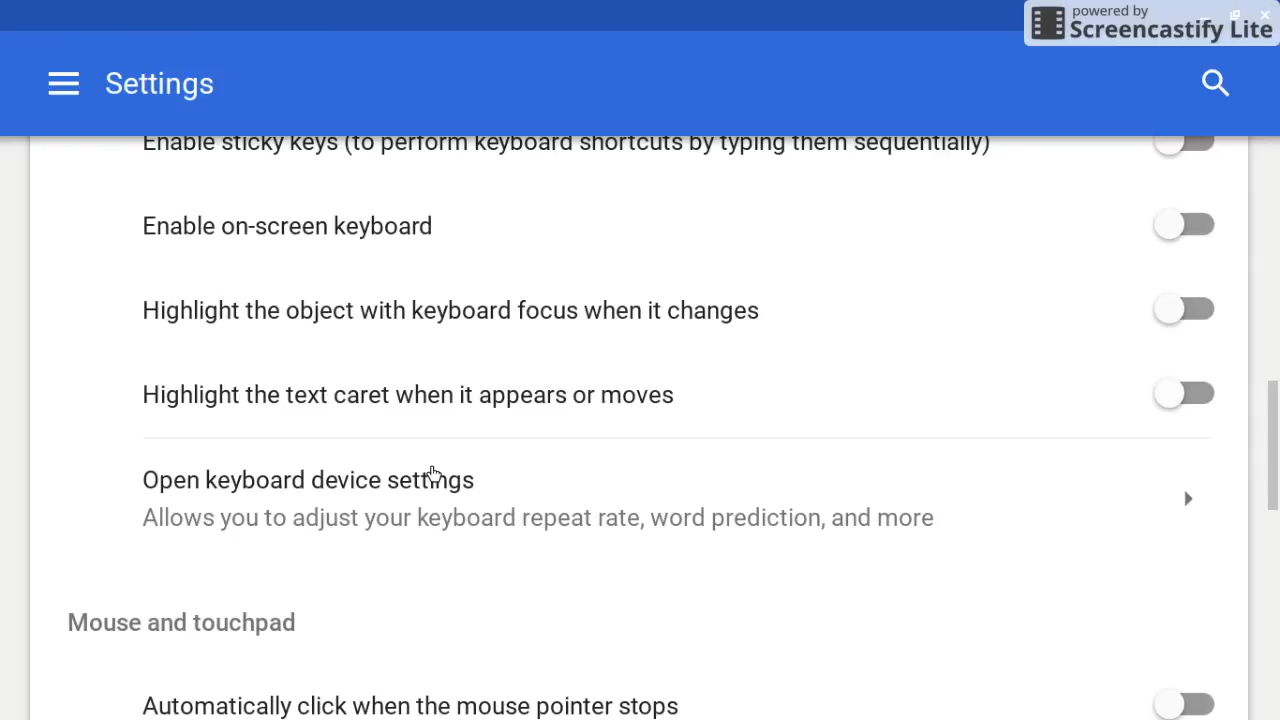 powered by
Screencastify Lite
Settings
Enable sticky keys (to perform keyboard shortcuts by typing them sequentially)
Enable on-screen keyboard
Highlight the object with keyboard focus when it changes
Highlight the text caret when it appears or moves
Open keyboard device settings
Allows you to adjust your keyboard repeat rate, word prediction, and more
Mouse and touchpad
Automatically click when the mouse pointer stops